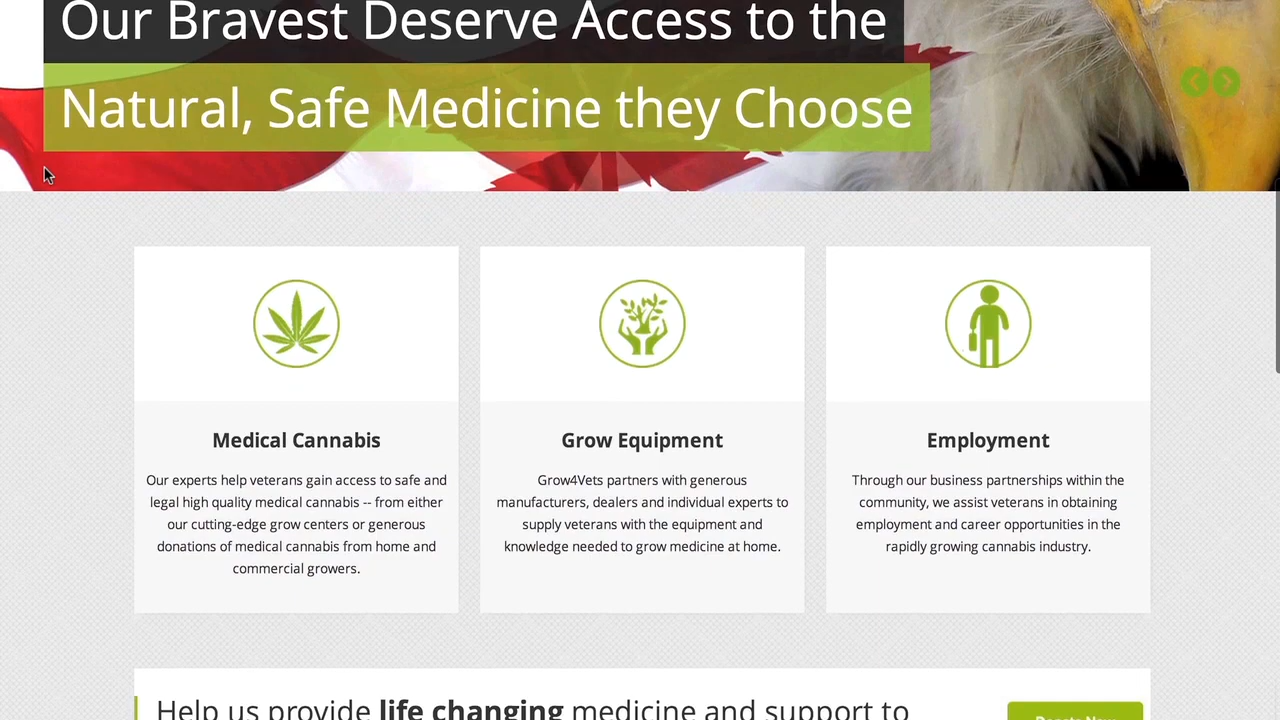 Our Bravest Deserve Access to the
Natural, Safe Medicine they Choose
Medical Cannabis
Our experts help veterans gain access to safe and
legal high quality medical cannabis -- from either
our cutting-edge grow centers or generous
donations of medical cannabis from home and
commercial growers.
Grow Equipment
Grow4Vets partners with generous
manufacturers, dealers and individual experts to
supply veterans with the equipment and
knowledge needed to grow medicine at home.
Employment
Through our business partnerships within the
community, we assist veterans in obtaining
employment and career opportunities in the
rapidly growing cannabis industry.
Help us provide life changing medicine and support to
Donate Now